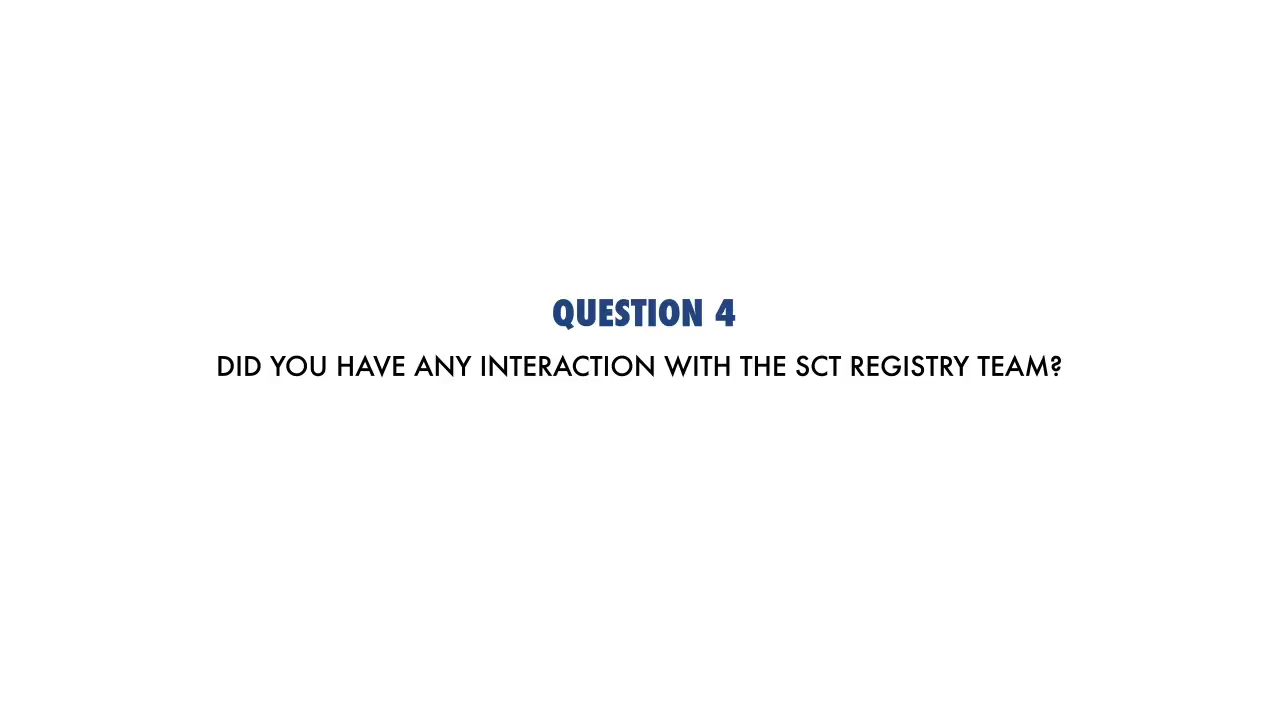 QUESTION 4
DID YOU HAVE ANY INTERACTION WITH THE SCT REGISTRY TEAM?